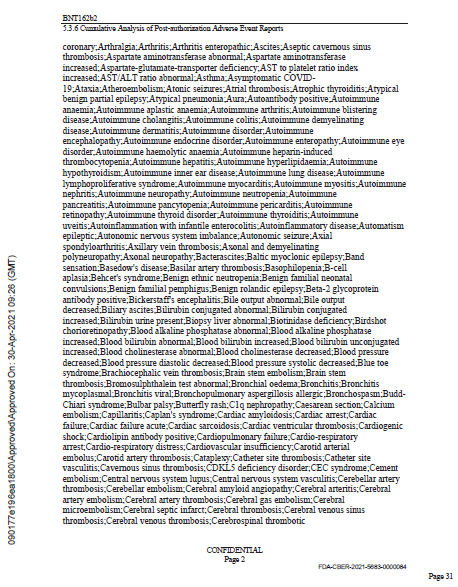 BNT162b2
5.3.6 Cumulative Analysis of Post-authorization Adverse Event Reports
coronary;Arthralgia;Arthritis;Arthritis enteropathic;Ascites;Aseptic cavernous sinus
thrombosis;Aspartate aminotransferase abnormal;Aspartate aminotransferase
increased;Aspartate-glutamate-transporter deficiency;AST to platelet ratio index
increased;AST/ALT ratio abnormal;Asthma;Asymptomatic COVID-
19;Ataxia;Atheroembolism;Atonic seizures;Atrial thrombosis;Atrophic thyroiditis;Atypical
benign partial epilepsy;Atypical pneumonia;Aura;Autoantibody positive;Autoimmune
anaemia;Autoimmune aplastic anaemia;Autoimmune arthritis;Autoimmune blistering
disease;Autoimmune cholangitis;Autoimmune colitis;Autoimmune demyelinating
disease;Autoimmune dermatitis;Autoimmune disorder;Autoimmune
encephalopathy;Autoimmune endocrine disorder;Autoimmune enteropathy;Autoimmune eye
disorder;Autoimmune haemolytic anaemia;Autoimmune heparin-induced
thrombocytopenia;Autoimmune hepatitis;Autoimmune hyperlipidaemia;Autoimmune
hypothyroidism;Autoimmune inner ear disease;Autoimmune lung disease;Autoimmune
lymphoproliferative syndrome;Autoimmune myocarditis;Autoimmune myositis;Autoimmune
nephritis;Autoimmune neuropathy;Autoimmune neutropenia;Autoimmune
pancreatitis;Autoimmune pancytopenia;Autoimmune pericarditis;Autoimmune
retinopathy;Autoimmune thyroid disorder;Autoimmune thyroiditis;Autoimmune
uveitis;Autoinflammation with infantile enterocolitis;Autoinflammatory disease;Automatism
epileptic;Autonomic nervous system imbalance;Autonomic seizure;Axial
spondyloarthritis;Axillary vein thrombosis;Axonal and demyelinating
polyneuropathy;Axonal neuropathy;Bacterascites;Baltic myoclonic epilepsy;Band
sensation;Basedow's disease;Basilar artery thrombosis;Basophilopenia;B-cell
aplasia;Behcet's syndrome;Benign ethnic neutropenia;Benign familial neonatal
convulsions;Benign familial pemphigus;Benign rolandic epilepsy;Beta-2 glycoprotein
antibody positive;Bickerstaff's encephalitis;Bile output abnormal;Bile output
decreased;Biliary ascites;Bilirubin conjugated abnormal;Bilirubin conjugated
increased;Bilirubin urine present;Biopsy liver abnormal;Biotinidase deficiency;Birdshot
chorioretinopathy;Blood alkaline phosphatase abnormal;Blood alkaline phosphatase
increased;Blood bilirubin abnormal;Blood bilirubin increased;Blood bilirubin unconjugated
increased;Blood cholinesterase abnormal;Blood cholinesterase decreased;Blood pressure
decreased;Blood pressure diastolic decreased;Blood pressure systolic decreased;Blue toe
syndrome;Brachiocephalic vein thrombosis;Brain stem embolism;Brain stem
thrombosis;Bromosulphthalein test abnormal;Bronchial oedema;Bronchitis;Bronchitis
mycoplasmal;Bronchitis viral;Bronchopulmonary aspergillosis allergic;Bronchospasm;Budd-
Chiari syndrome;Bulbar palsy;Butterfly rash;C1q nephropathy;Caesarean section;Calcium
embolism;Capillaritis;Caplan's syndrome;Cardiac amyloidosis;Cardiac arrest;Cardiac
failure;Cardiac failure acute;Cardiac sarcoidosis;Cardiac ventricular thrombosis;Cardiogenic
shock;Cardiolipin antibody positive;Cardiopulmonary failure;Cardio-respiratory
arrest;Cardio-respiratory distress;Cardiovascular insufficiency;Carotid arterial
embolus;Carotid artery thrombosis;Cataplexy;Catheter site thrombosis;Catheter site
vasculitis;Cavernous sinus thrombosis;CDKL5 deficiency disorder;CEC syndrome;Cement
embolism;Central nervous system lupus;Central nervous system vasculitis;Cerebellar artery
thrombosis;Cerebellar embolism;Cerebral amyloid angiopathy;Cerebral arteritis;Cerebral
artery embolism;Cerebral artery thrombosis;Cerebral gas embolism;Cerebral
microembolism;Cerebral septic infarct;Cerebral thrombosis;Cerebral venous sinus
thrombosis;Cerebral venous thrombosis;Cerebrospinal thrombotic
090177e196ea1800\Approved\Approved On: 30-Apr-2021 09:26 (GMT)
CONFIDENTIAL
Page 2
FDA-CBER-2021-5683-0000084
Page 31